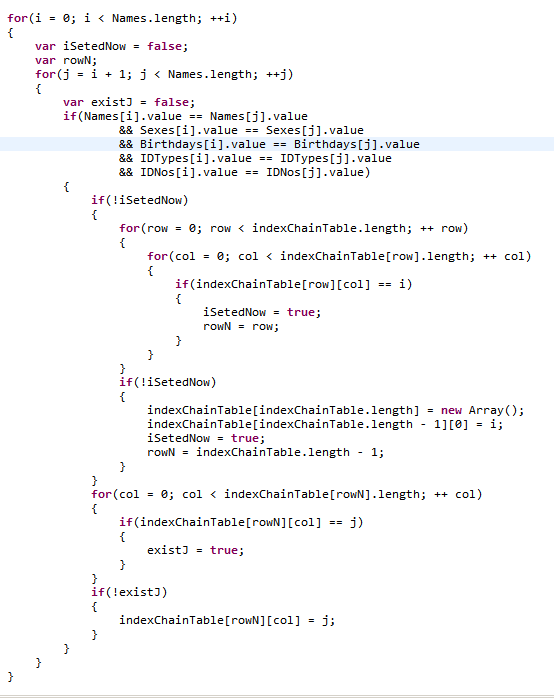 for(i = 0; i < Names.length; ++i)
{
    var iSetedNow = false;
    var rowN;
    for(j = i + 1; j < Names.length; ++j)
    {
        var existJ = false;
        if(Names[i].value == Names[j].value
                && Sexes[i].value == Sexes[j].value
                && Birthdays[i].value == Birthdays[j].value
                && IDTypes[i].value == IDTypes[j].value
                && IDNos[i].value == IDNos[j].value)
        {
            if(!iSetedNow)
            {
                for(row = 0; row < indexChainTable.length; ++ row)
                {
                    for(col = 0; col < indexChainTable[row].length; ++ col)
                    {
                        if(indexChainTable[row][col] == i)
                        {
                            iSetedNow = true;
                            rowN = row;
                        }
                    }
                }
                if(!iSetedNow)
                {
                    indexChainTable[indexChainTable.length] = new Array();
                    indexChainTable[indexChainTable.length - 1][0] = i;
                    iSetedNow = true;
                    rowN = indexChainTable.length - 1;
                }
            }
            for(col = 0; col < indexChainTable[rowN].length; ++ col)
            {
                if(indexChainTable[rowN][col] == j)
                {
                    existJ = true;
                }
            }
            if(!existJ)
            {
                indexChainTable[rowN][col] = j;
            }
        }
    }
}